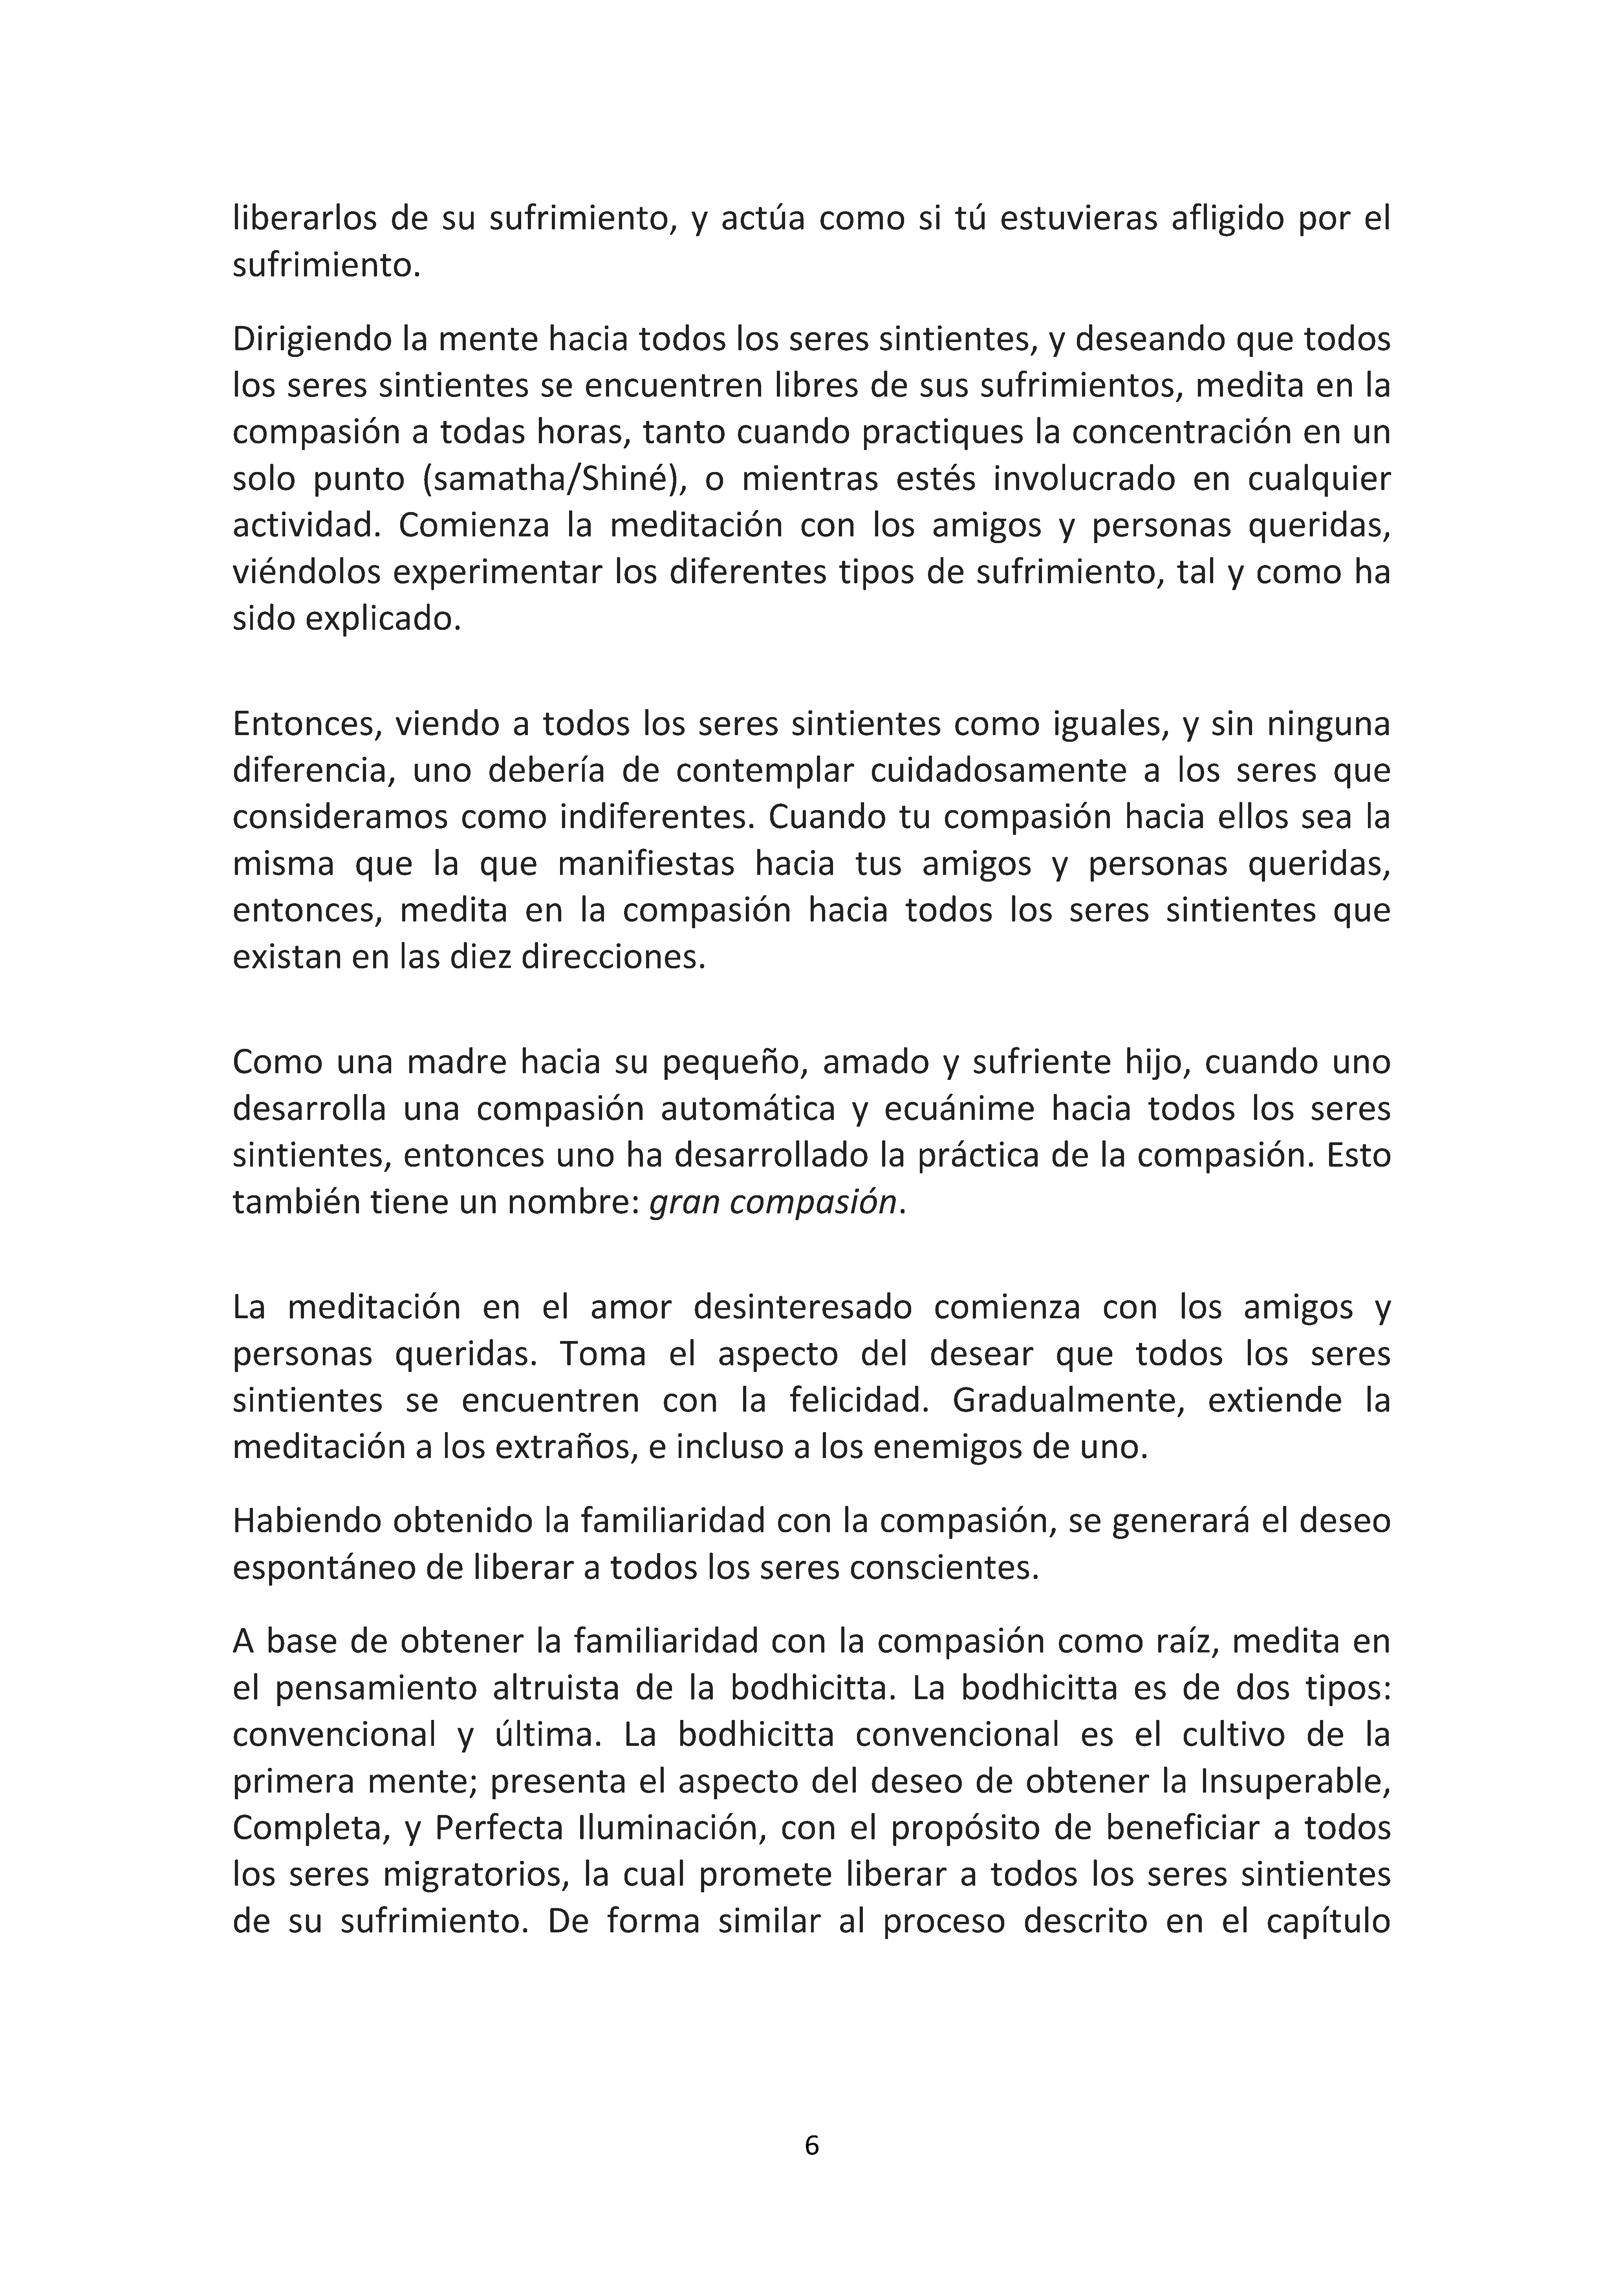 liberarlos de su sufrimiento, y actúa como si tú estuvieras afligido por el
sufrimiento.
Dirigiendo la mente hacia todos los seres sintientes, y deseando que todos
los seres sintientes se encuentren libres de sus sufrimientos, medita en la
compasión a todas horas, tanto cuando practiques la concentración en un
solo punto (samatha/Shiné), o mientras estés involucrado en cualquier
actividad. Comienza la meditación con los amigos y personas queridas,
viéndolos experimentar los diferentes tipos de sufrimiento, tal y como ha
sido explicado.
Entonces, viendo a todos los seres sintientes como iguales, y sin ninguna
diferencia, uno debería de contemplar cuidadosamente a los seres que
consideramos como indiferentes. Cuando tu compasión hacia ellos sea la
misma que la que manifiestas hacia tus amigos y personas queridas,
entonces, medita en la compasión hacia todos los seres sintientes que
existan en las diez direcciones.
Como una madre hacia su pequeño, amado y sufriente hijo, cuando uno
desarrolla una compasión automática y ecuánime hacia todos los seres
sintientes, entonces uno ha desarrollado la práctica de la compasión. Esto
también tiene un nombre: gran compasión.
La meditación en el amor desinteresado comienza con los amigos y
personas queridas. Toma el aspecto del desear que todos los seres
sintientes se encuentren con la felicidad. Gradualmente, extiende la
meditación a los extraños, e incluso a los enemigos de uno.
Habiendo obtenido la familiaridad con la compasión, se generará el deseo
espontáneo de liberar a todos los seres conscientes.
A base de obtener la familiaridad con la compasión como raíz, medita en
el pensamiento altruista de la bodhicitta. La bodhicitta es de dos tipos:
convencional y última. La bodhicitta convencional es el cultivo de la
primera mente; presenta el aspecto del deseo de obtener la Insuperable,
Completa, y Perfecta Iluminación, con el propósito de beneficiar a todos
los seres migratorios, la cual promete liberar a todos los seres sintientes
de su sufrimiento. De forma similar al proceso descrito en el capítulo
6